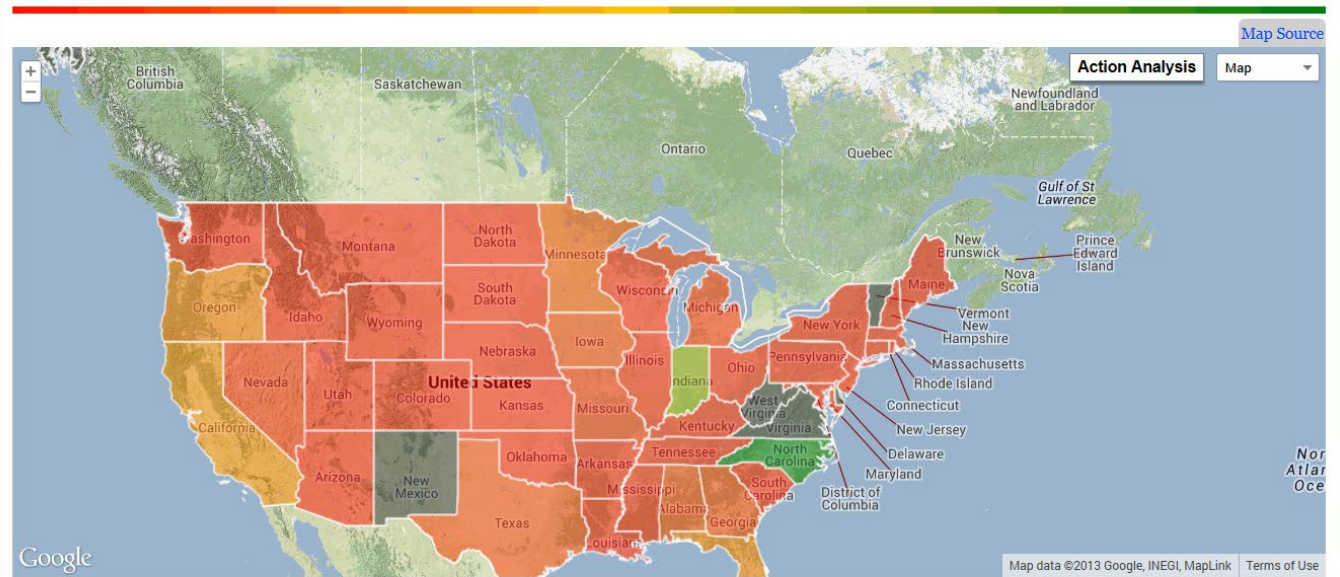 Map Source
+
−
Action Analysis
Map
British
Columbia
Saskatchewan
Newfoundland
and Labrador
Ontario
Quebec
Gulf of St
Lawrence
New
Brunswick
Prince
Edward
Island
Nova
Scotia
Washington
Montana
North
Dakota
Minnesota
Maine
Oregon
Idaho
South
Dakota
Wisconsin
Michigan
Vermont
New
Hampshire
Wyoming
New York
Iowa
Nebraska
Illinois
Indiana
Ohio
Pennsylvania
Massachusetts
Rhode Island
Connecticut
Nevada
Utah
Colorado
United States
Kansas
Missouri
West
Virginia
Virginia
Kentucky
New Jersey
California
Delaware
Maryland
District of
Columbia
Oklahoma
Arkansas
Tennessee
North
Carolina
Arizona
New
Mexico
Mississippi
Alabama
South
Carolina
Georgia
Texas
Louisian
Nor
Atlan
Oce
Google
Map data ©2013 Google, INEGI, MapLink
Terms of Use